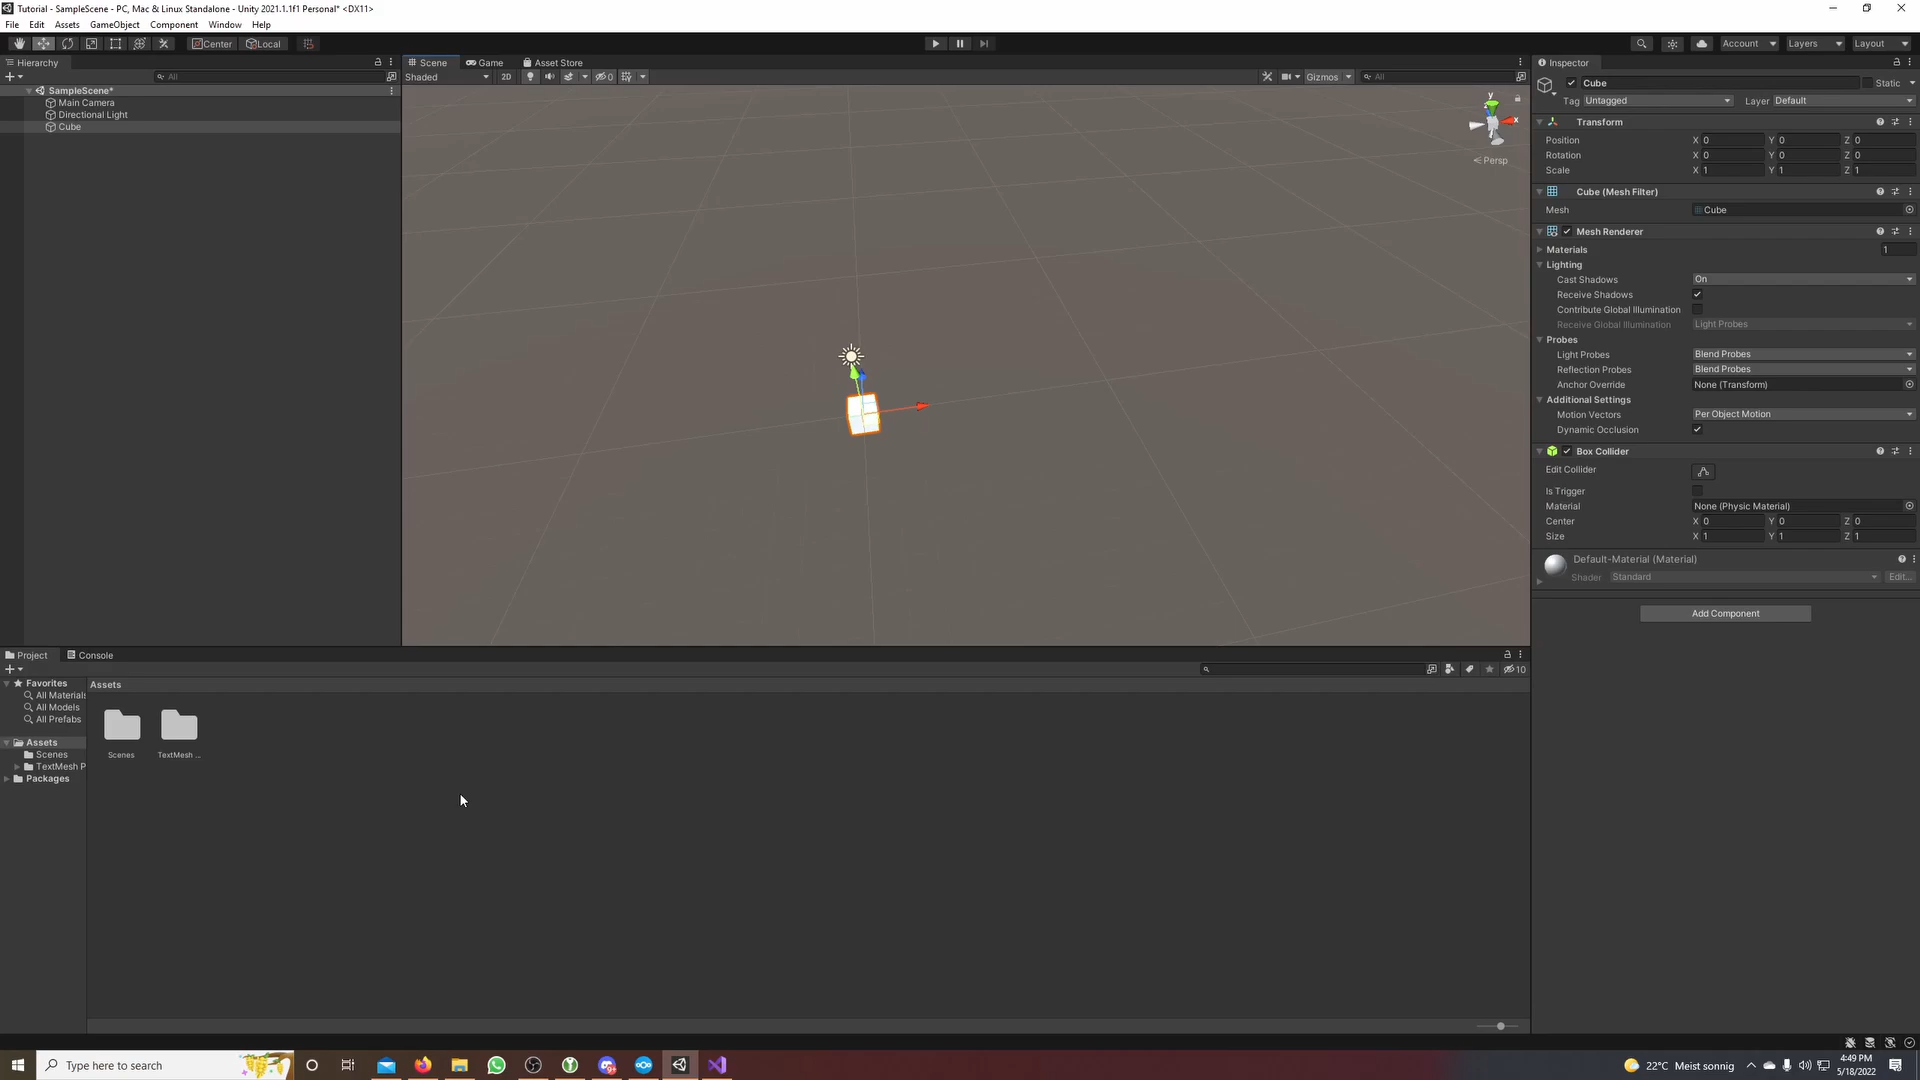 Tutorial - SampleScene - PC, Mac & Linux Standalone - Unity 2021.1.1f1 Personal* <DX11>
File Edit Assets GameObject Component Window Help
Center Local Account Layers Layout
Hierarchy
All
SampleScene*
Main Camera
Directional Light
Cube
Scene Game Asset Store
Shaded 2D 0 Gizmos All
y
x
< Persp
Inspector
Cube Static
Tag Untagged Layer Default
Transform
Position X 0 Y 0 Z 0
Rotation X 0 Y 0 Z 0
Scale X 1 Y 1 Z 1
Cube (Mesh Filter)
Mesh Cube
Mesh Renderer
Materials 1
Lighting
Cast Shadows On
Receive Shadows
Contribute Global Illumination
Receive Global Illumination Light Probes
Probes
Light Probes Blend Probes
Reflection Probes Blend Probes
Anchor Override None (Transform)
Additional Settings
Motion Vectors Per Object Motion
Dynamic Occlusion
Box Collider
Edit Collider
Is Trigger
Material None (Physic Material)
Center X 0 Y 0 Z 0
Size X 1 Y 1 Z 1
Default-Material (Material)
Shader Standard Edit...
Add Component
Project Console
10
Favorites
All Materials
All Models
All Prefabs
Assets
Scenes
TextMesh P
Packages
Assets
Scenes TextMesh ...
Type here to search
22°C Meist sonnig
4:49 PM
5/18/2022